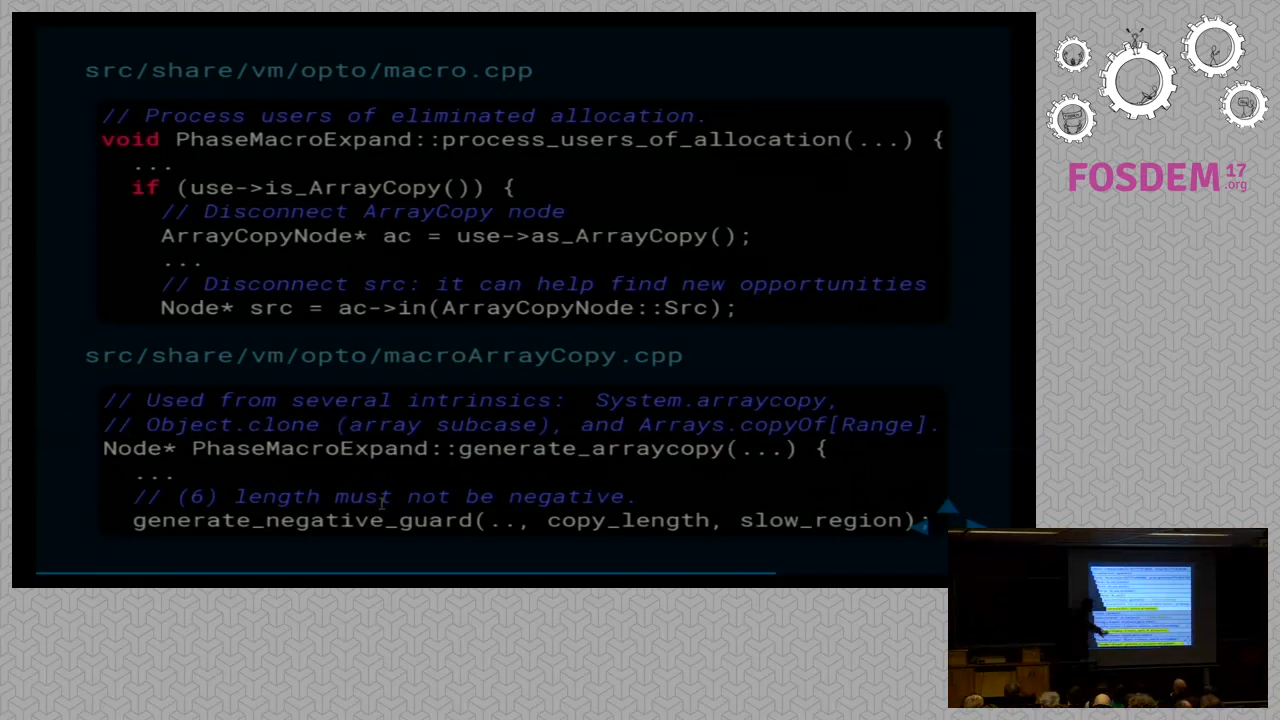 src/share/vm/opto/macro.cpp
// Process users of eliminated allocation.
void PhaseMacroExpand::process_users_of_allocation(...) {
...
if (use->is_ArrayCopy()) {
// Disconnect ArrayCopy node
ArrayCopyNode* ac = use->as_ArrayCopy();
...
// Disconnect src: it can help find new opportunities
Node* src = ac->in(ArrayCopyNode::Src);
src/share/vm/opto/macroArrayCopy.cpp
// Used from several intrinsics:  System.arraycopy,
// Object.clone (array subcase), and Arrays.copyOf[Range].
Node* PhaseMacroExpand::generate_arraycopy(...) {
...
// (6) length must not be negative.
generate_negative_guard(.., copy_length, slow_region);
FOSDEM 17
.org